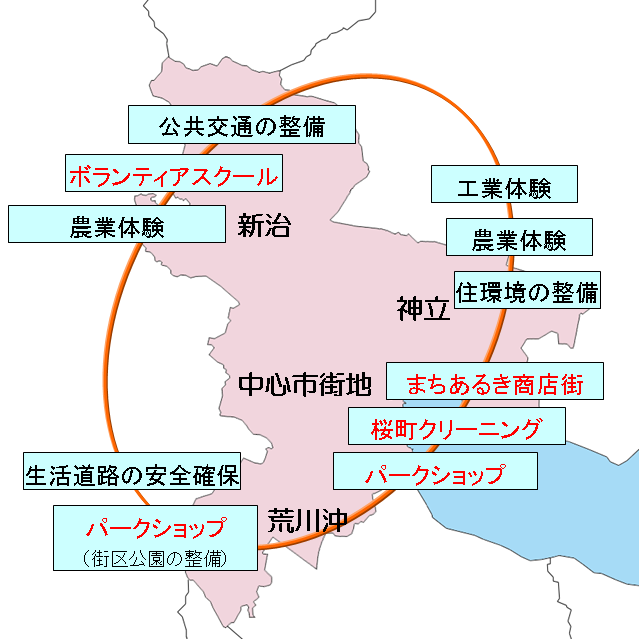 公共交通の整備
ボランティアスクール
農業体験
新治
工業体験
農業体験
住環境の整備
神立
中心市街地
まちあるき商店街
桜町クリーニング
パークショップ
生活道路の安全確保
パークショップ
（街区公園の整備）
荒川沖